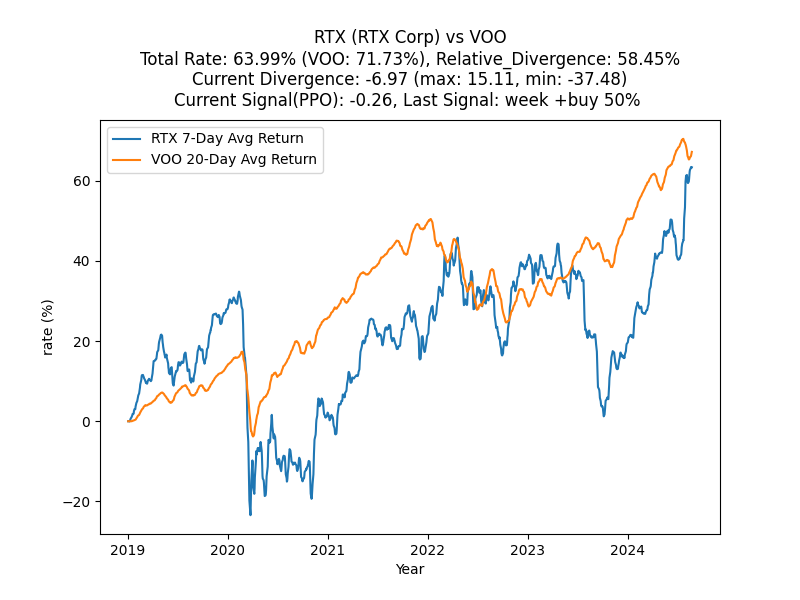 RTX (RTX Corp) vs VOO
Total Rate: 63.99% (VOO: 71.73%), Relative_Divergence: 58.45%
Current Divergence: -6.97 (max: 15.11, min: -37.48)
Current Signal(PPO): -0.26, Last Signal: week +buy 50%
RTX 7-Day Avg Return
VOO 20-Day Avg Return
60
40
20
0
−20
rate (%)
2019 2020 2021 2022 2023 2024
Year